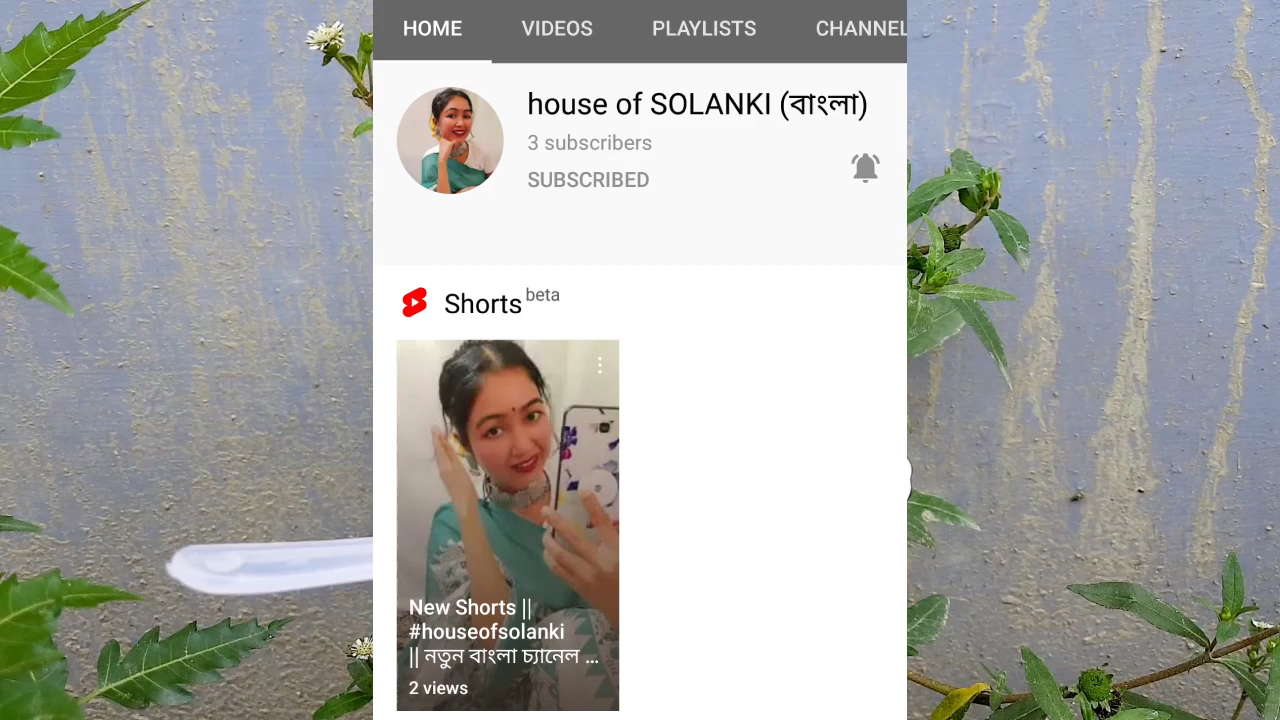 HOME VIDEOS PLAYLISTS CHANNEL
house of SOLANKI (বাংলা)
3 subscribers
SUBSCRIBED
Shorts beta
New Shorts ||
#houseofsolanki
|| নতুন বাংলা চ্যানেল ...
2 views